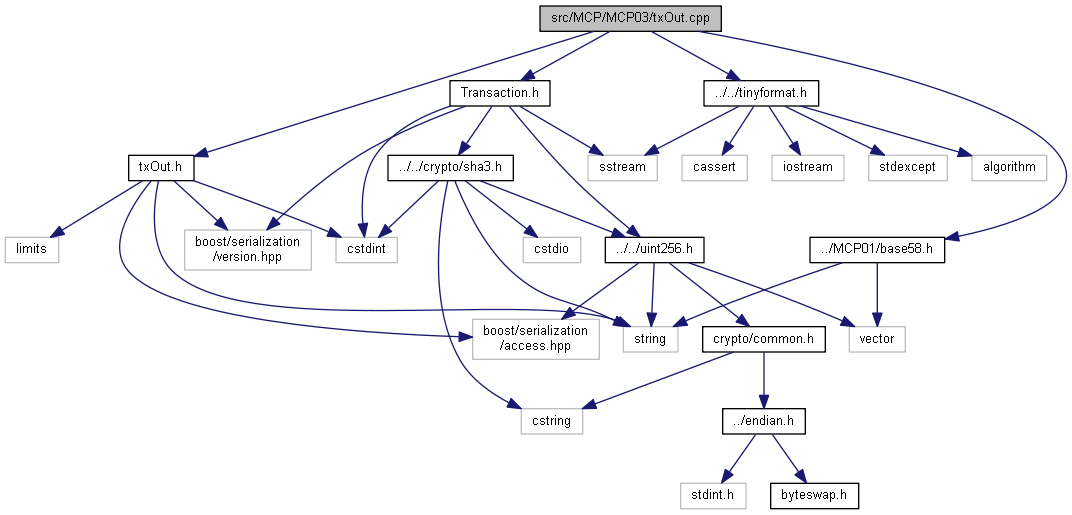 src/MCP/MCP03/txOut.cpp
Transaction.h
../../tinyformat.h
txOut.h
../../crypto/sha3.h
sstream
cassert
iostream
stdexcept
algorithm
limits
boost/serialization
/version.hpp
cstdint
cstdio
../../uint256.h
../MCP01/base58.h
boost/serialization
/access.hpp
string
crypto/common.h
vector
cstring
../endian.h
stdint.h
byteswap.h